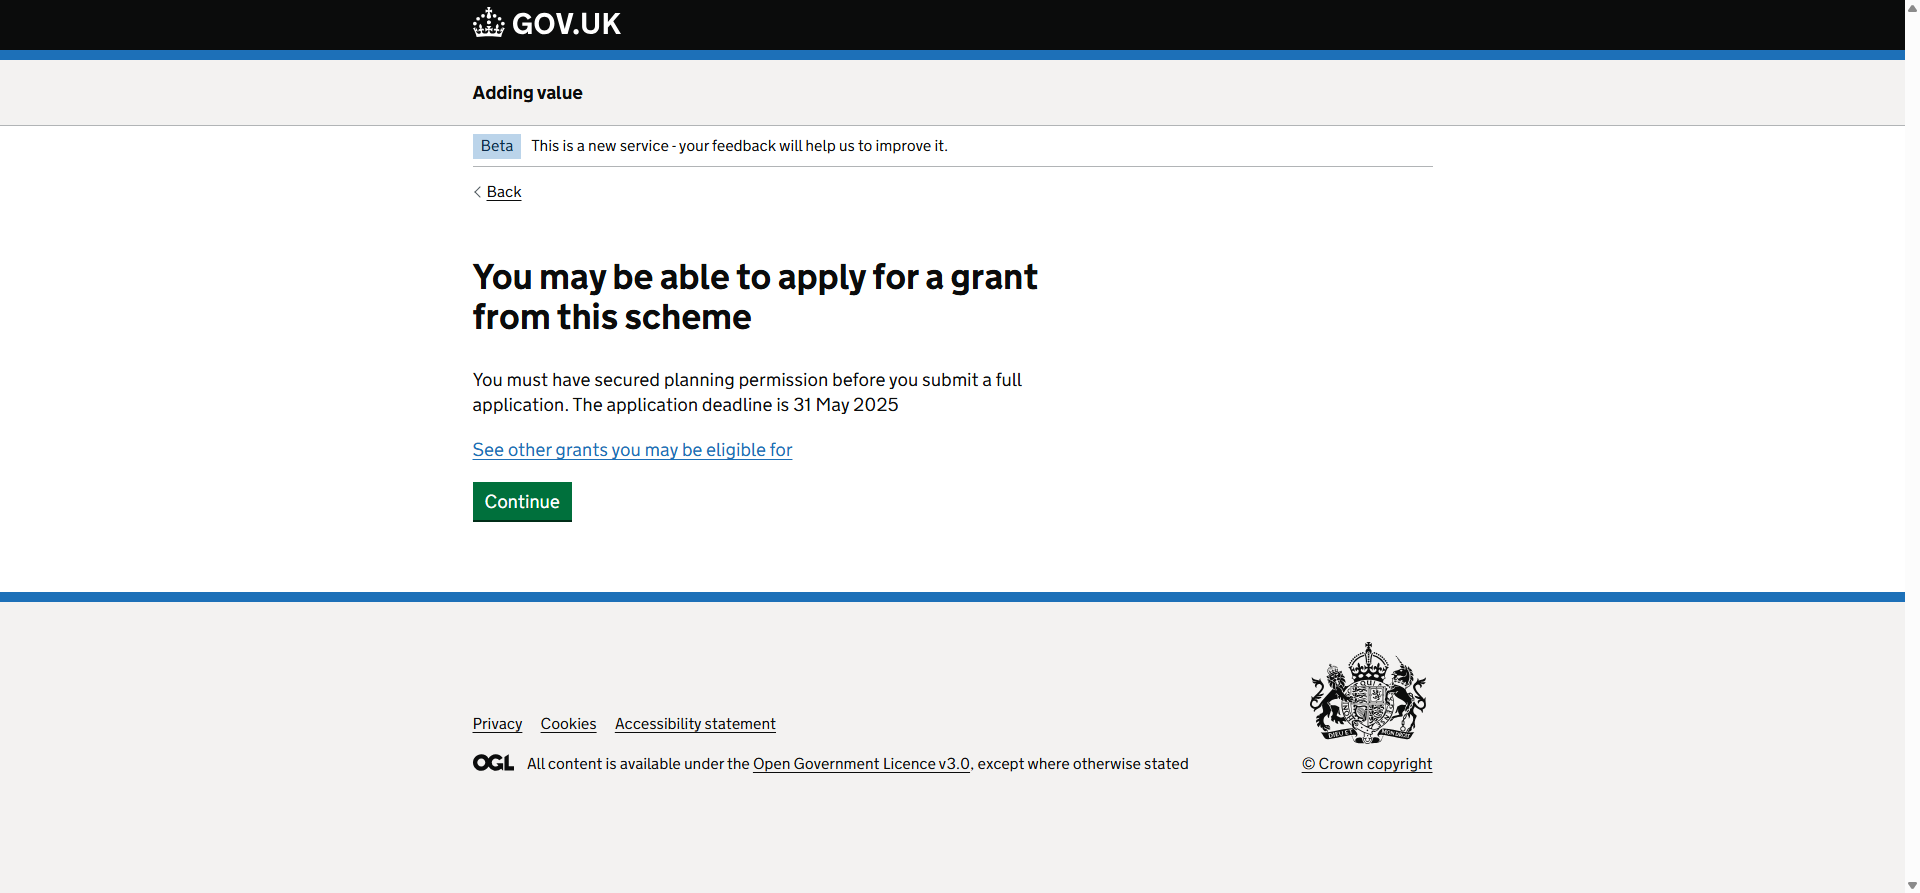 GOV.UK
Adding value
Beta This is a new service - your feedback will help us to improve it.
Back
You may be able to apply for a grant
from this scheme
You must have secured planning permission before you submit a full
application. The application deadline is 31 May 2025
See other grants you may be eligible for
Continue
Privacy Cookies Accessibility statement
OGL All content is available under the Open Government Licence v3.0, except where otherwise stated
DIEU ET MON DROIT
© Crown copyright